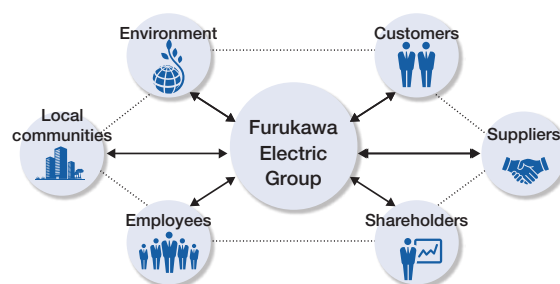 Environment
Customers
Local
communities
Furukawa
Electric
Group
Suppliers
Employees
Shareholders